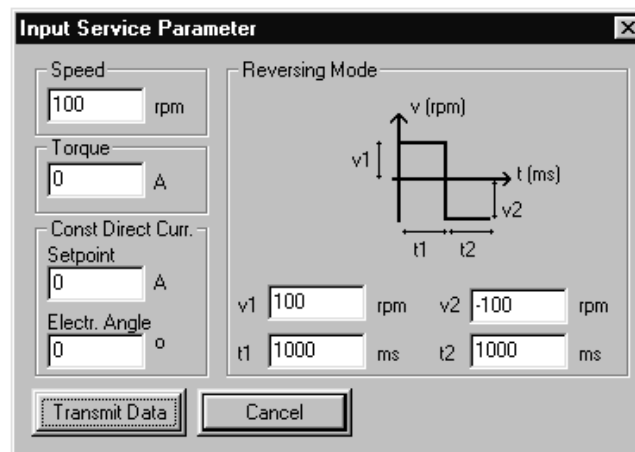 Input Service Parameter
Speed
100 rpm
Torque
0 A
Const Direct Curr.
Setpoint
0 A
Electr. Angle
0 o
Reversing Mode
v (rpm)
v1
t (ms)
v2
t1 t2
v1 100 rpm v2 -100 rpm
t1 1000 ms t2 1000 ms
Transmit Data Cancel